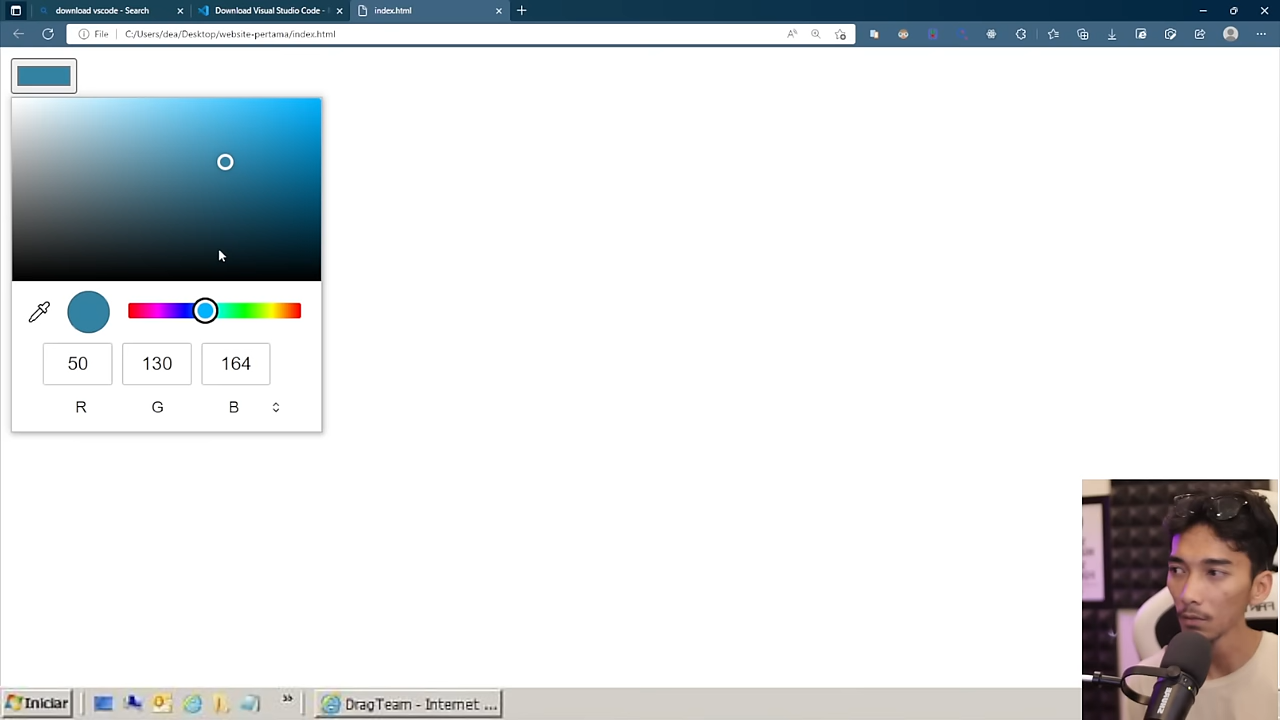 download vscode - Search
Download Visual Studio Code -
index.html
File
C:/Users/dea/Desktop/website-pertama/index.html
50
130
164
R
G
B
Iniciar
»
DragTeam - Internet ...